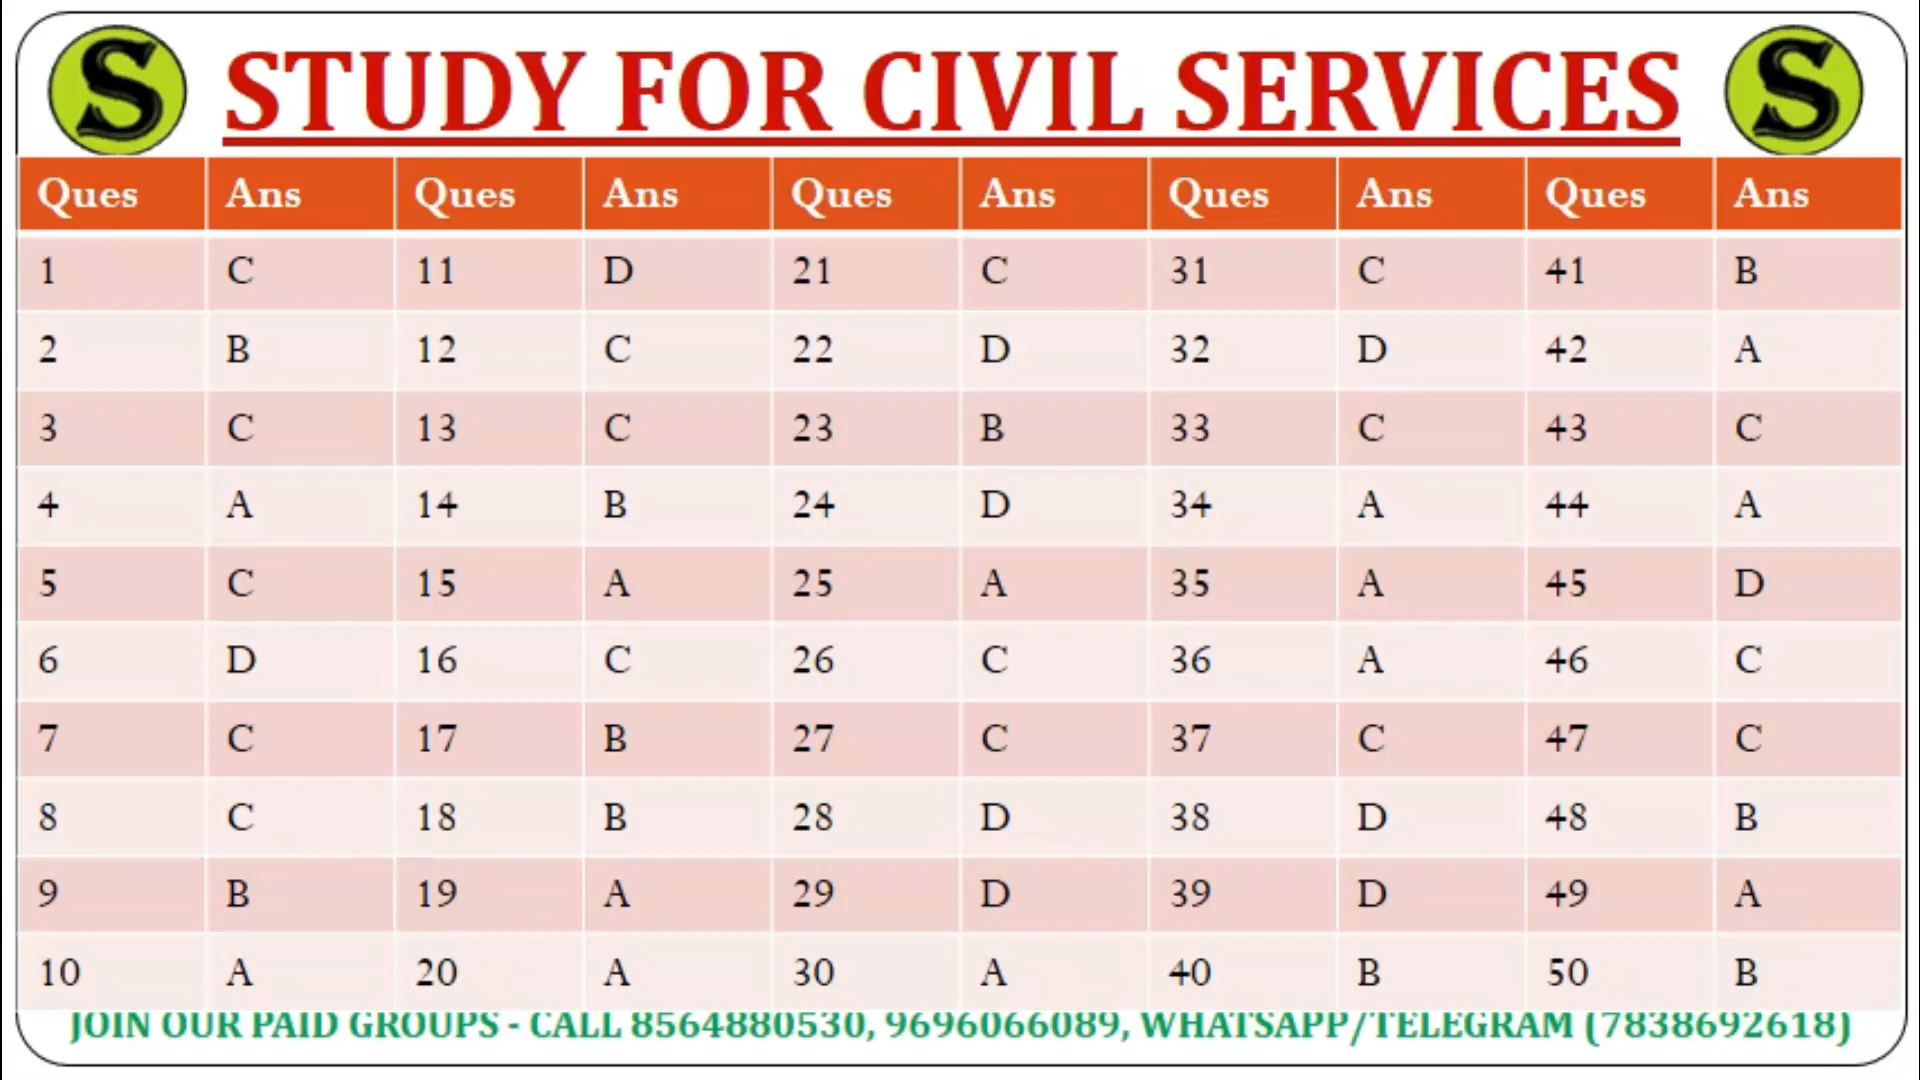 S STUDY FOR CIVIL SERVICES S
Ques Ans Ques Ans Ques Ans Ques Ans Ques Ans
1 C 11 D 21 C 31 C 41 B
2 B 12 C 22 D 32 D 42 A
3 C 13 C 23 B 33 C 43 C
4 A 14 B 24 D 34 A 44 A
5 C 15 A 25 A 35 A 45 D
6 D 16 C 26 C 36 A 46 C
7 C 17 B 27 C 37 C 47 C
8 C 18 B 28 D 38 D 48 B
9 B 19 A 29 D 39 D 49 A
10 A 20 A 30 A 40 B 50 B
JOIN OUR PAID GROUPS - CALL 8564880530, 9696066089, WHATSAPP/TELEGRAM (7838692618)